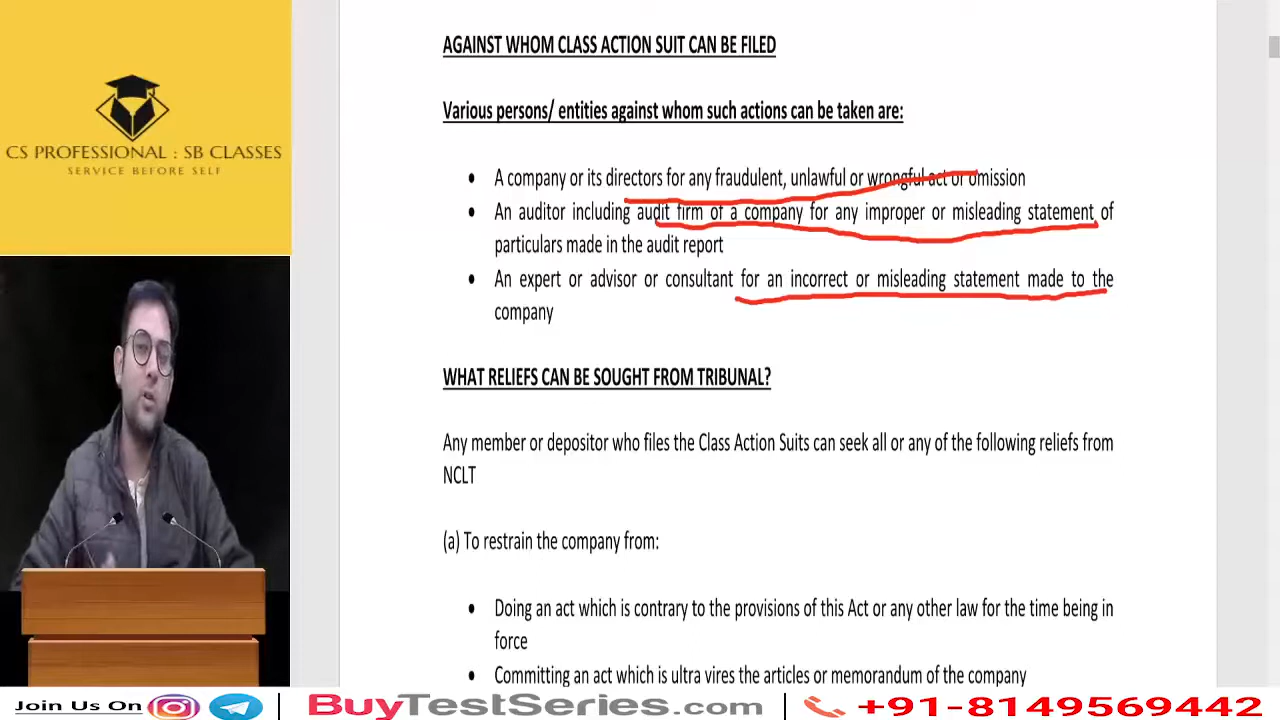 CS PROFESSIONAL : SB CLASSES
SERVICE BEFORE SELF
AGAINST WHOM CLASS ACTION SUIT CAN BE FILED
Various persons/ entities against whom such actions can be taken are:
• A company or its directors for any fraudulent, unlawful or wrongful act or omission
• An auditor including audit firm of a company for any improper or misleading statement of
particulars made in the audit report
• An expert or advisor or consultant for an incorrect or misleading statement made to the
company
WHAT RELIEFS CAN BE SOUGHT FROM TRIBUNAL?
Any member or depositor who files the Class Action Suits can seek all or any of the following reliefs from
NCLT
(a) To restrain the company from:
• Doing an act which is contrary to the provisions of this Act or any other law for the time being in
force
• Committing an act which is ultra vires the articles or memorandum of the company
Join Us On
BuyTestSeries.com
+91-8149569442